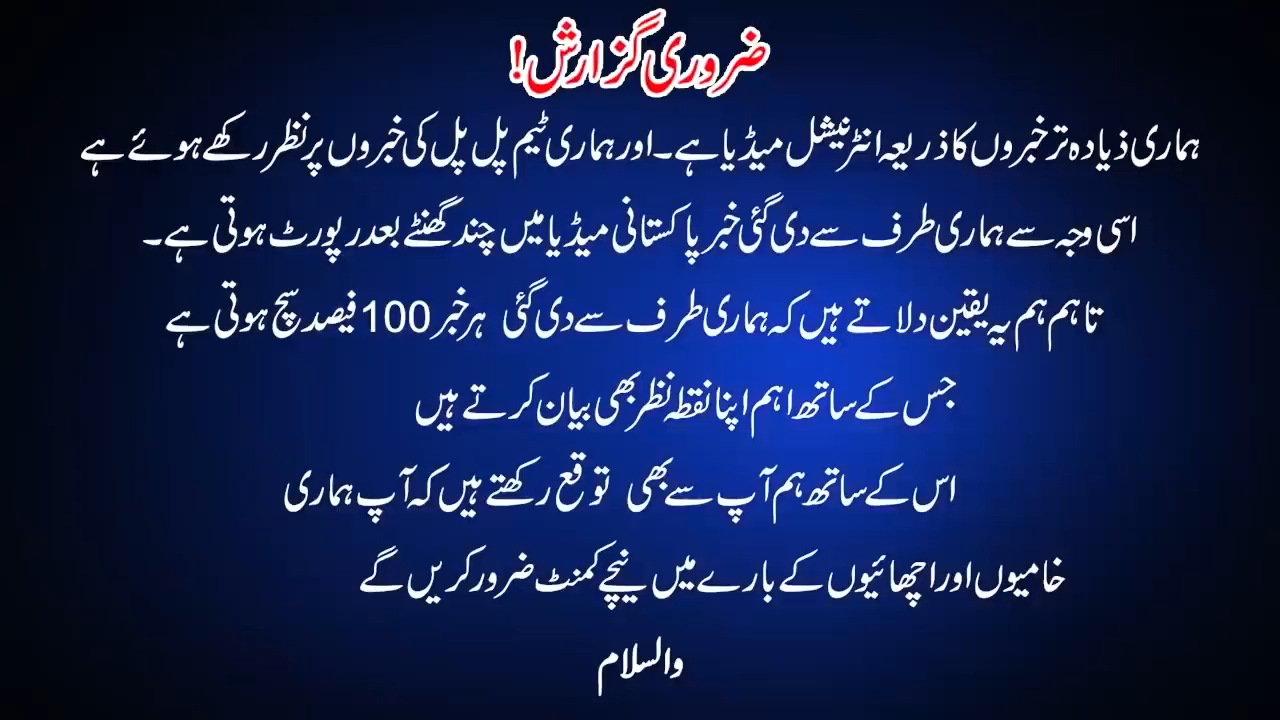 ضروری گزارش!
ہماری ذیادہ تر خبروں کا ذریعہ انٹرنیشل میڈیا ہے۔ اور ہماری ٹیم پل پل کی خبروں پر نظر رکھے ہوئے ہے
اسی وجہ سے ہماری طرف سے دی گئی خبر پاکستانی میڈیا میں چند گھنٹے بعد رپورٹ ہوتی ہے۔
تاہم ہم یہ یقین دلاتے ہیں کہ ہماری طرف سے دی گئی ہر خبر 100 فیصد سچ ہوتی ہے
جس کے ساتھ اہم اپنا نقطہ نظر بھی بیان کرتے ہیں
اس کے ساتھ ہم آپ سے بھی توقع رکھتے ہیں کہ آپ ہماری
خامیوں اور اچھائیوں کے بارے میں نیچے کمنٹ ضرور کریں گے
والسلام